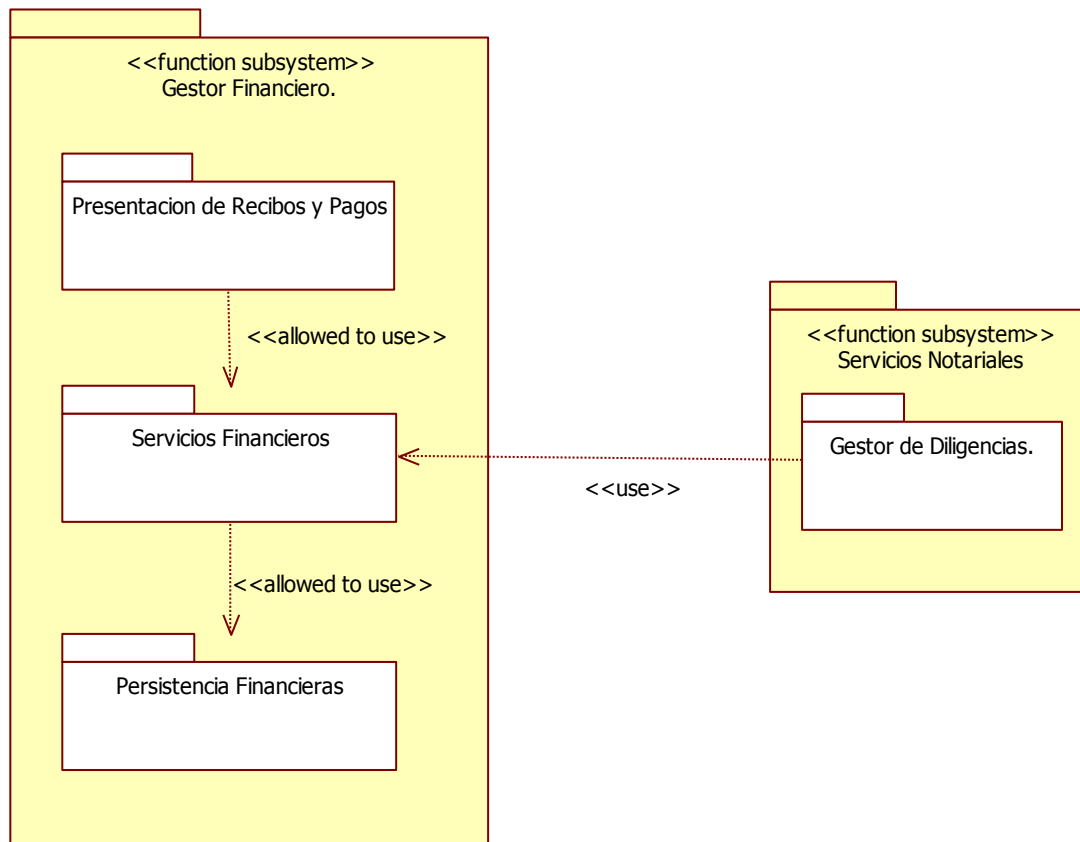 <<function subsystem>>
Gestor Financiero.
Presentacion de Recibos y Pagos
<<allowed to use>>
Servicios Financieros
<<allowed to use>>
Persistencia Financieras
<<use>>
<<function subsystem>>
Servicios Notariales
Gestor de Diligencias.